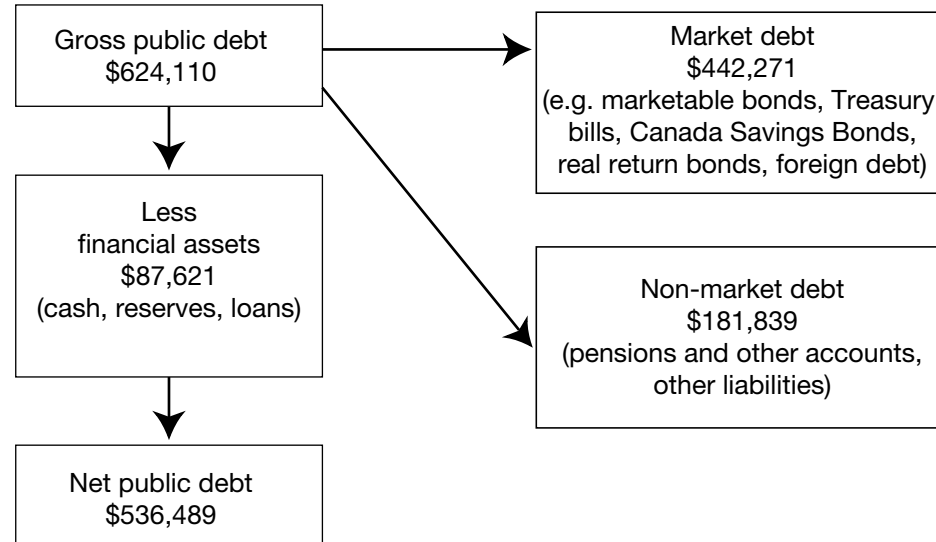 Gross public debt
$624,110
Market debt
$442,271
(e.g. marketable bonds, Treasury
bills, Canada Savings Bonds,
real return bonds, foreign debt)
Less
financial assets
$87,621
(cash, reserves, loans)
Non-market debt
$181,839
(pensions and other accounts,
other liabilities)
Net public debt
$536,489